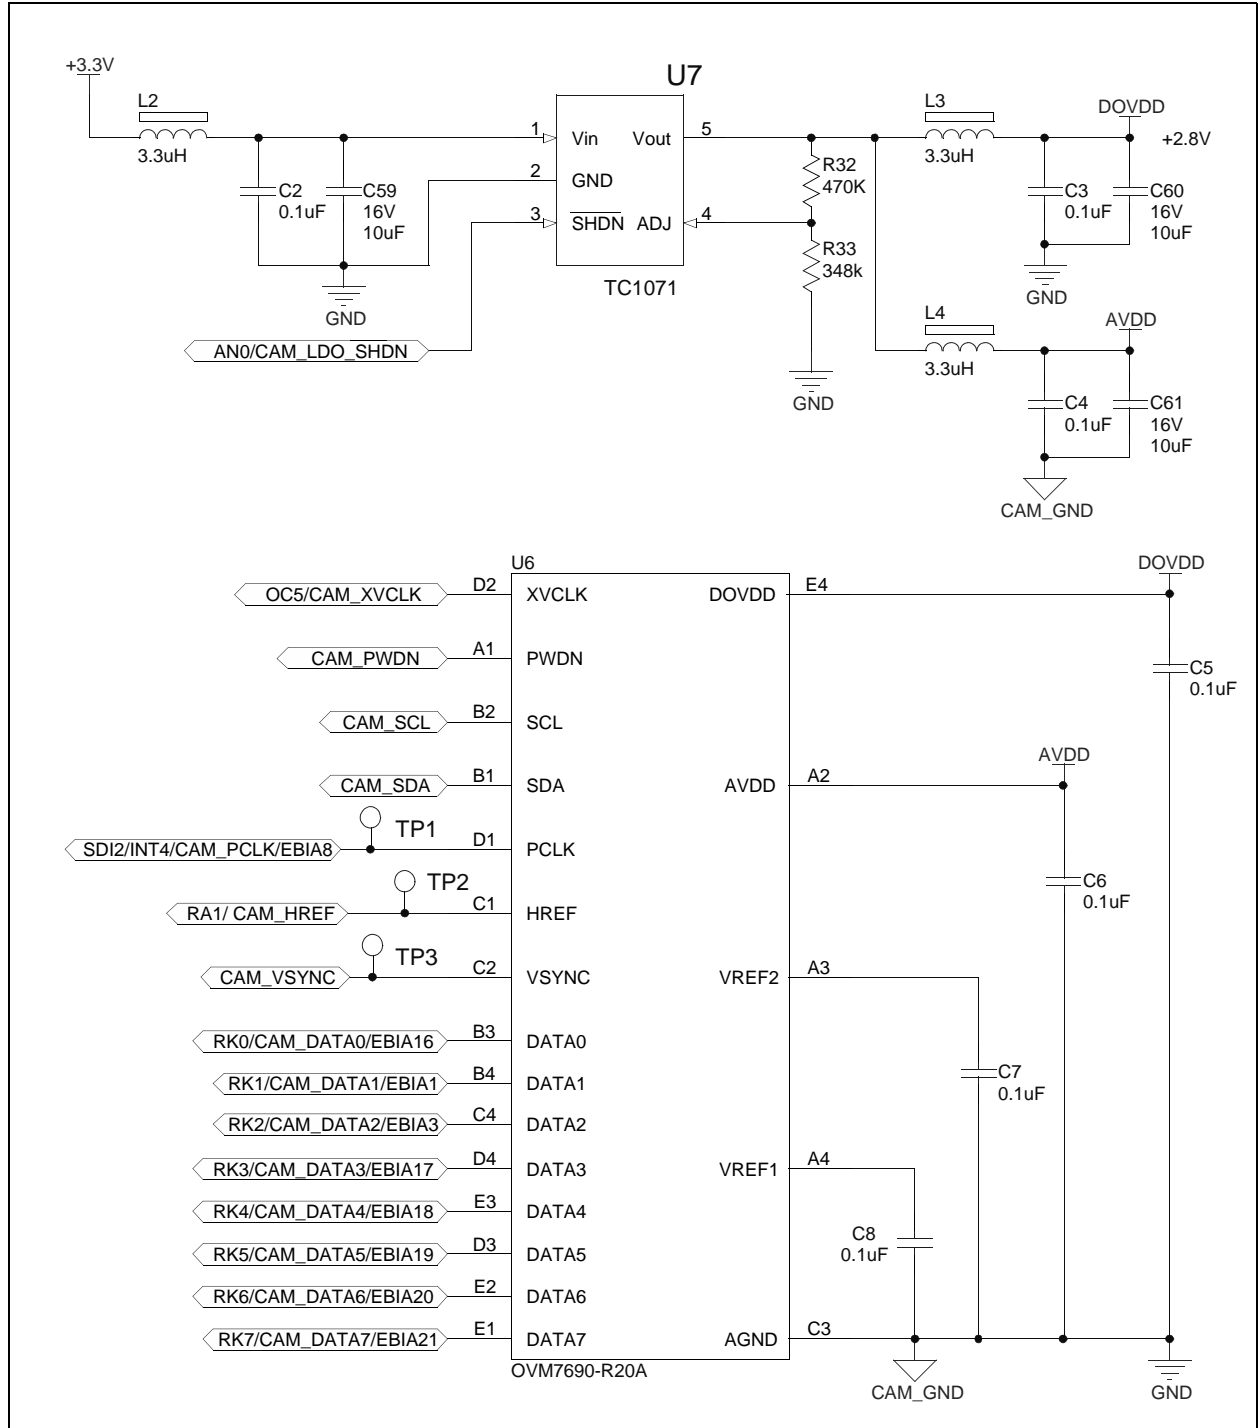 +3.3V
L2
3.3uH
C2
0.1uF
C59
16V
10uF
GND
AN0/CAM_LDO_SHDN
U7
1
Vin
Vout
5
2
GND
3
SHDN
ADJ
4
TC1071
R32
470K
R33
348k
GND
L3
3.3uH
DOVDD
+2.8V
C3
0.1uF
C60
16V
10uF
GND
L4
3.3uH
AVDD
C4
0.1uF
C61
16V
10uF
CAM_GND
U6
OC5/CAM_XVCLK
D2
XVCLK
DOVDD
E4
DOVDD
CAM_PWDN
A1
PWDN
C5
0.1uF
CAM_SCL
B2
SCL
CAM_SDA
B1
SDA
AVDD
A2
AVDD
TP1
SDI2/INT4/CAM_PCLK/EBIA8
D1
PCLK
C6
0.1uF
TP2
RA1/ CAM_HREF
C1
HREF
TP3
CAM_VSYNC
C2
VSYNC
VREF2
A3
RK0/CAM_DATA0/EBIA16
B3
DATA0
C7
0.1uF
RK1/CAM_DATA1/EBIA1
B4
DATA1
RK2/CAM_DATA2/EBIA3
C4
DATA2
RK3/CAM_DATA3/EBIA17
D4
DATA3
VREF1
A4
RK4/CAM_DATA4/EBIA18
E3
DATA4
C8
0.1uF
RK5/CAM_DATA5/EBIA19
D3
DATA5
RK6/CAM_DATA6/EBIA20
E2
DATA6
RK7/CAM_DATA7/EBIA21
E1
DATA7
AGND
C3
OVM7690-R20A
CAM_GND
GND